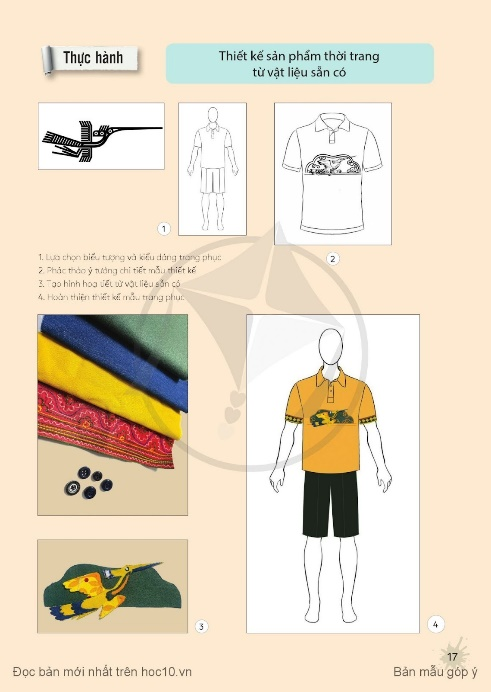 Thực hành
Thiết kế sản phẩm thời trang
từ vật liệu sẵn có
1
2
1. Lựa chọn biểu tượng và kiểu dáng trang phục
2. Phác thảo ý tưởng chi tiết mẫu thiết kế
3. Tạo hình hoạ tiết từ vật liệu sẵn có
4. Hoàn thiện thiết kế mẫu trang phục
3
4
17
Đọc bản mới nhất trên hoc10.vn
Bản mẫu góp ý